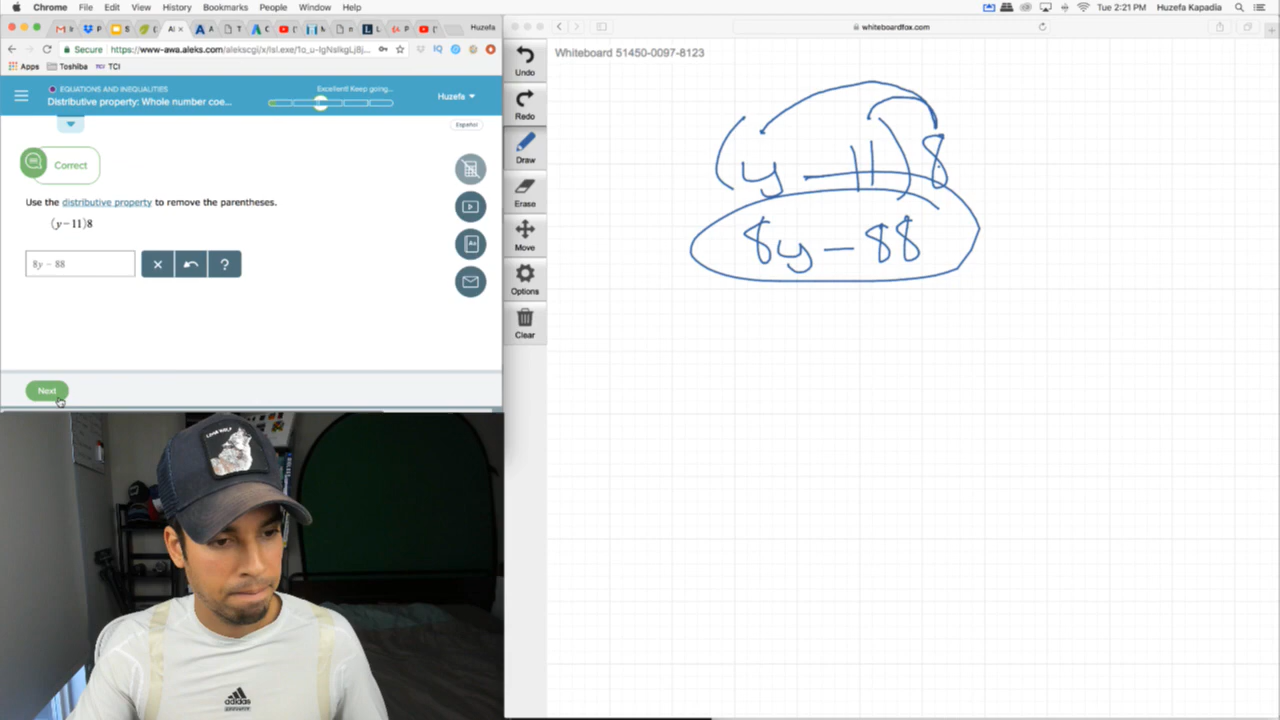 Chrome File Edit View History Bookmarks People Window Help
Tue 2:21 PM Huzefa Kapadia
Huzefa
Secure https://www-awa.aleks.com/alekscgi/x/Isl.exe/1o_u-IgNslkgLj8j...
Apps Toshiba TCI TCI
whiteboardfox.com
EQUATIONS AND INEQUALITIES
Distributive property: Whole number coe...
Excellent! Keep going...
Huzefa
Español
Correct
Use the distributive property to remove the parentheses.
(y−11)8
8y − 88
?
Next
Whiteboard 51450-0097-8123
Undo
Redo
Draw
Erase
Move
Options
Clear
(y − 11) 8
8y − 88
adidas